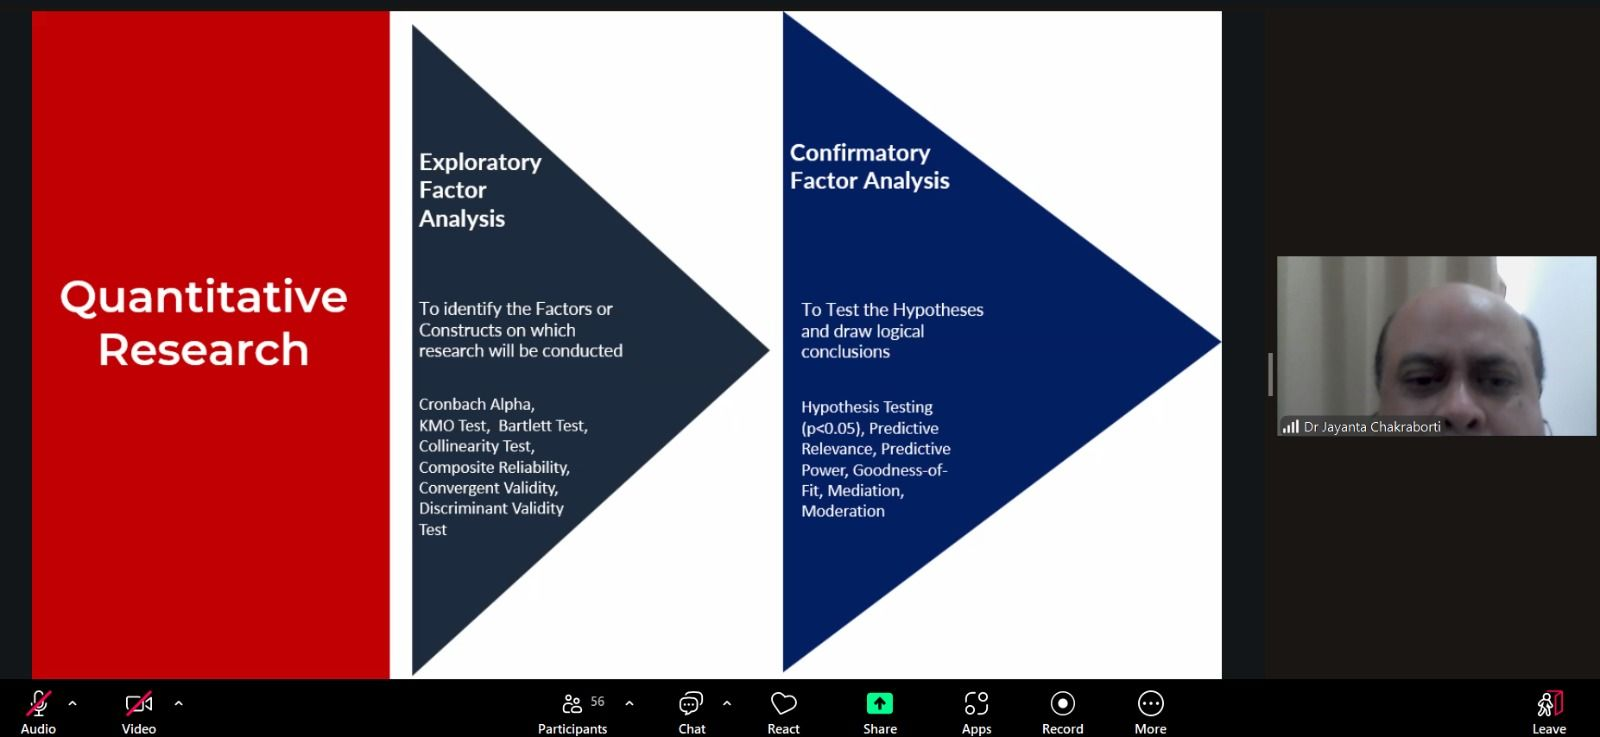 Quantitative
Research
Exploratory
Factor
Analysis
To identify the Factors or
Constructs on which
research will be conducted
Cronbach Alpha,
KMO Test, Bartlett Test,
Collinearity Test,
Composite Reliability,
Convergent Validity,
Discriminant Validity
Test
Confirmatory
Factor Analysis
To Test the Hypotheses
and draw logical
conclusions
Hypothesis Testing
(p<0.05), Predictive
Relevance, Predictive
Power, Goodness-of-
Fit, Mediation,
Moderation
Dr Jayanta Chakraborti
Audio
Video
56
Participants
Chat
React
Share
Apps
Record
More
Leave